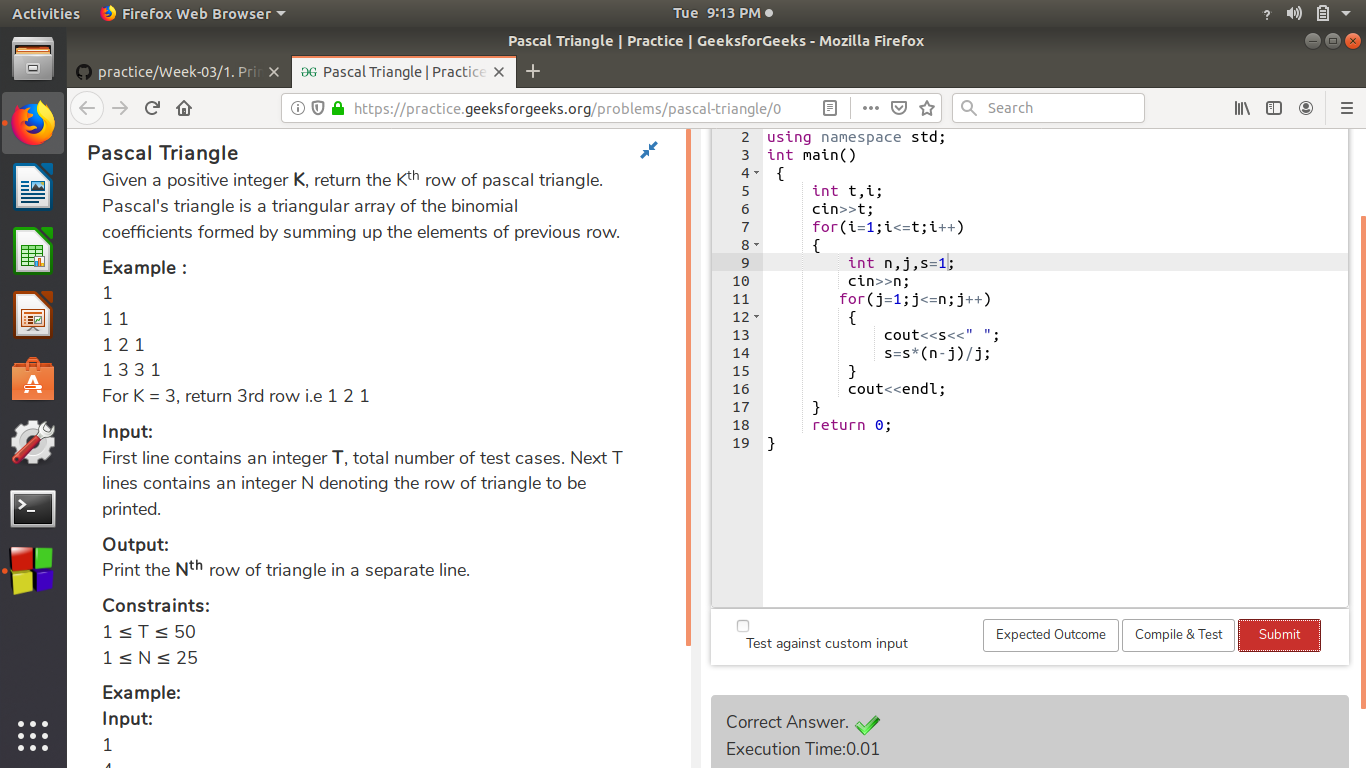 Activities Firefox Web Browser Tue 9:13 PM ?
Pascal Triangle | Practice | GeeksforGeeks - Mozilla Firefox
practice/Week-03/1. Prin Pascal Triangle | Practice
https://practice.geeksforgeeks.org/problems/pascal-triangle/0 Search
Pascal Triangle
Given a positive integer K, return the Kth row of pascal triangle.
Pascal's triangle is a triangular array of the binomial
coefficients formed by summing up the elements of previous row.
Example :
1
1 1
1 2 1
1 3 3 1
For K = 3, return 3rd row i.e 1 2 1
Input:
First line contains an integer T, total number of test cases. Next T
lines contains an integer N denoting the row of triangle to be
printed.
Output:
Print the Nth row of triangle in a separate line.
Constraints:
1 ≤ T ≤ 50
1 ≤ N ≤ 25
Example:
Input:
1
2 using namespace std;
3 int main()
4 {
5 int t,i;
6 cin>>t;
7 for(i=1;i<=t;i++)
8 {
9 int n,j,s=1;
10 cin>>n;
11 for(j=1;j<=n;j++)
12 {
13 cout<<s<<" ";
14 s=s*(n-j)/j;
15 }
16 cout<<endl;
17 }
18 return 0;
19 }
Test against custom input
Expected Outcome Compile & Test Submit
Correct Answer.
Execution Time:0.01